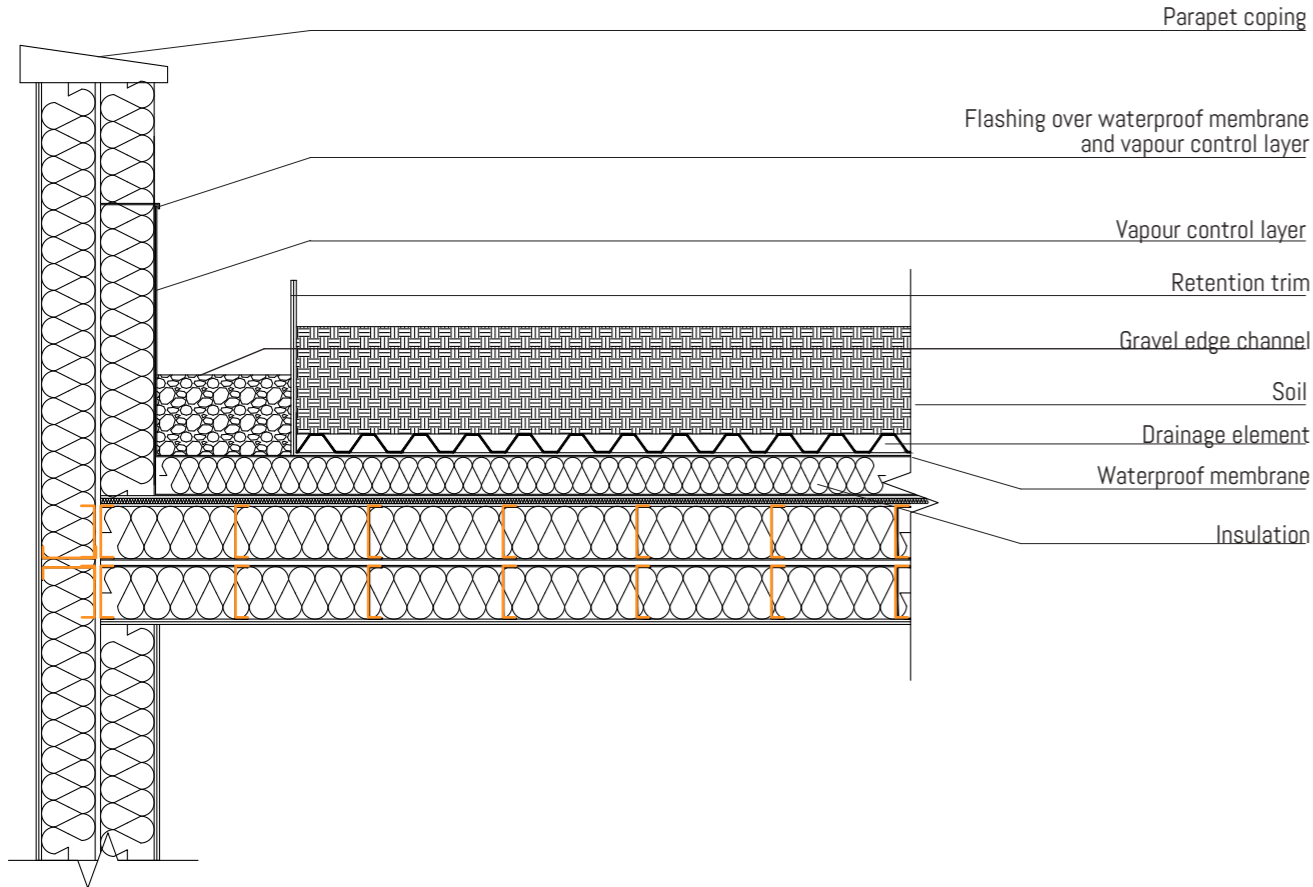 Parapet coping
Flashing over waterproof membrane
and vapour control layer
Vapour control layer
Retention trim
Gravel edge channel
Soil
Drainage element
Waterproof membrane
Insulation